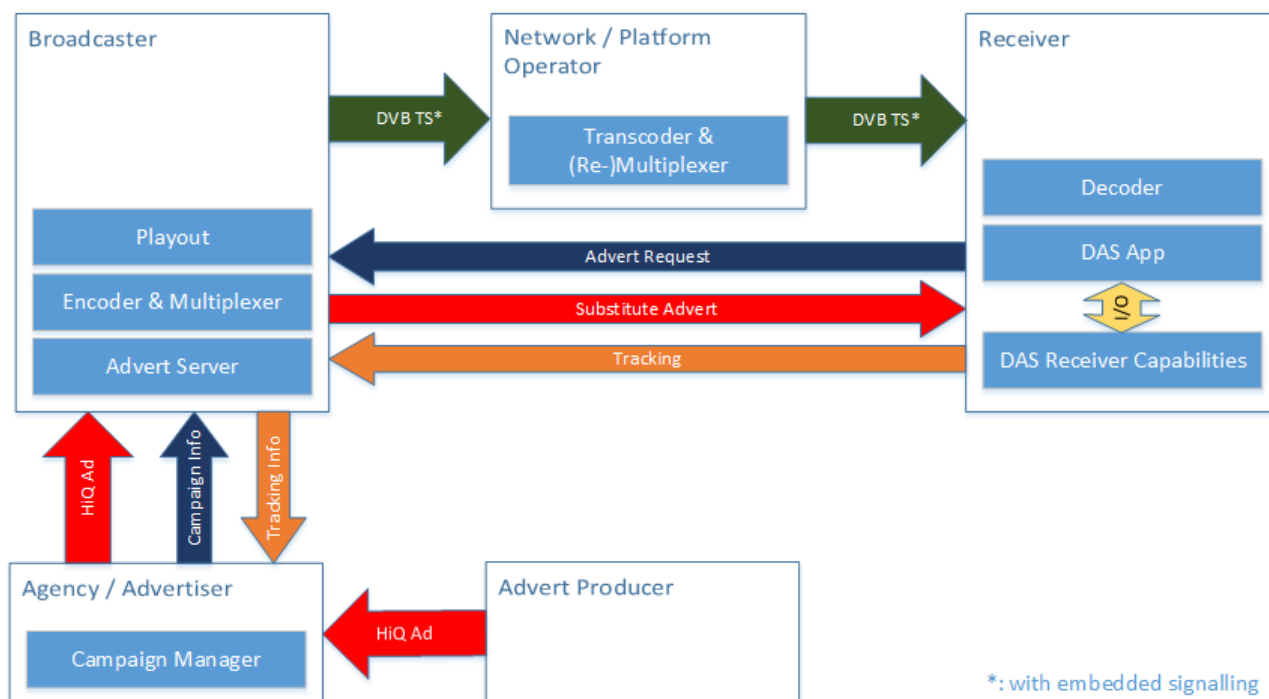 Broadcaster
Network / Platform
Operator
Receiver
DVB TS*
DVB TS*
Transcoder &
(Re-)Multiplexer
Decoder
Playout
DAS App
Advert Request
Encoder & Multiplexer
Substitute Advert
I/O
Advert Server
Tracking
DAS Receiver Capabilities
HiQ Ad
Campaign Info
Tracking Info
Agency / Advertiser
Advert Producer
HiQ Ad
Campaign Manager
*: with embedded signalling